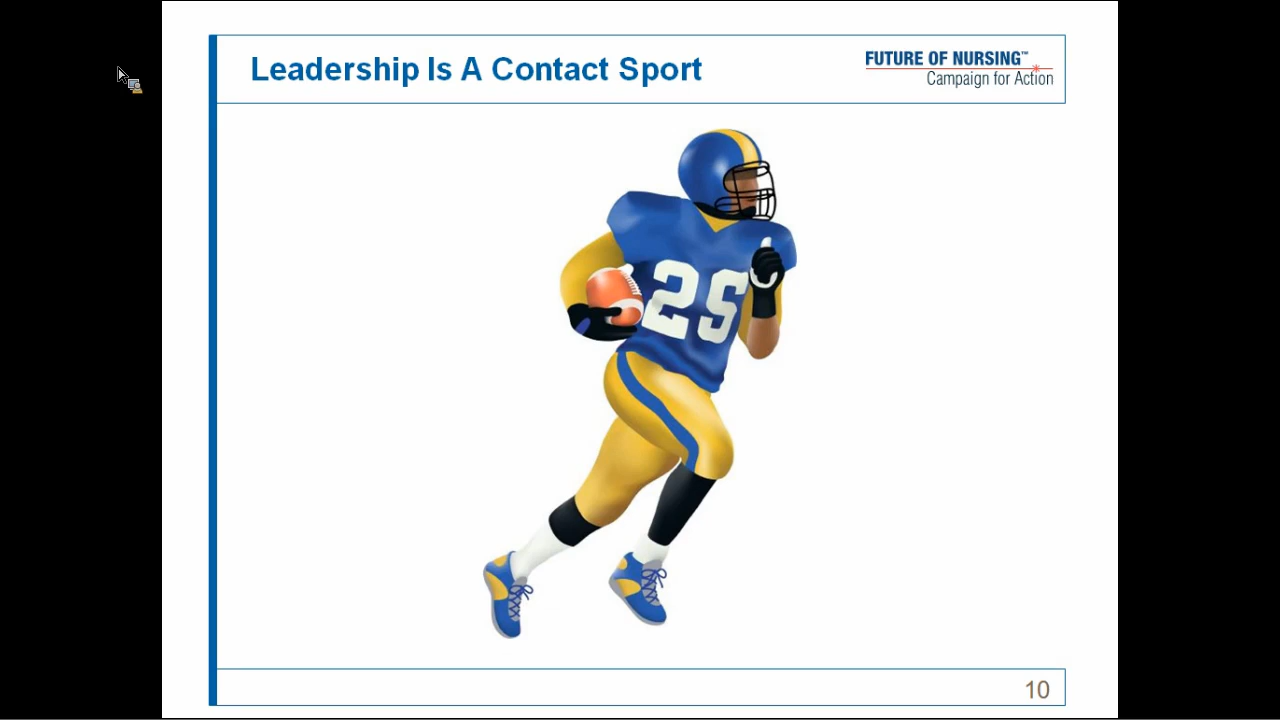 Leadership Is A Contact Sport
FUTURE OF NURSING™
Campaign for Action
25
10